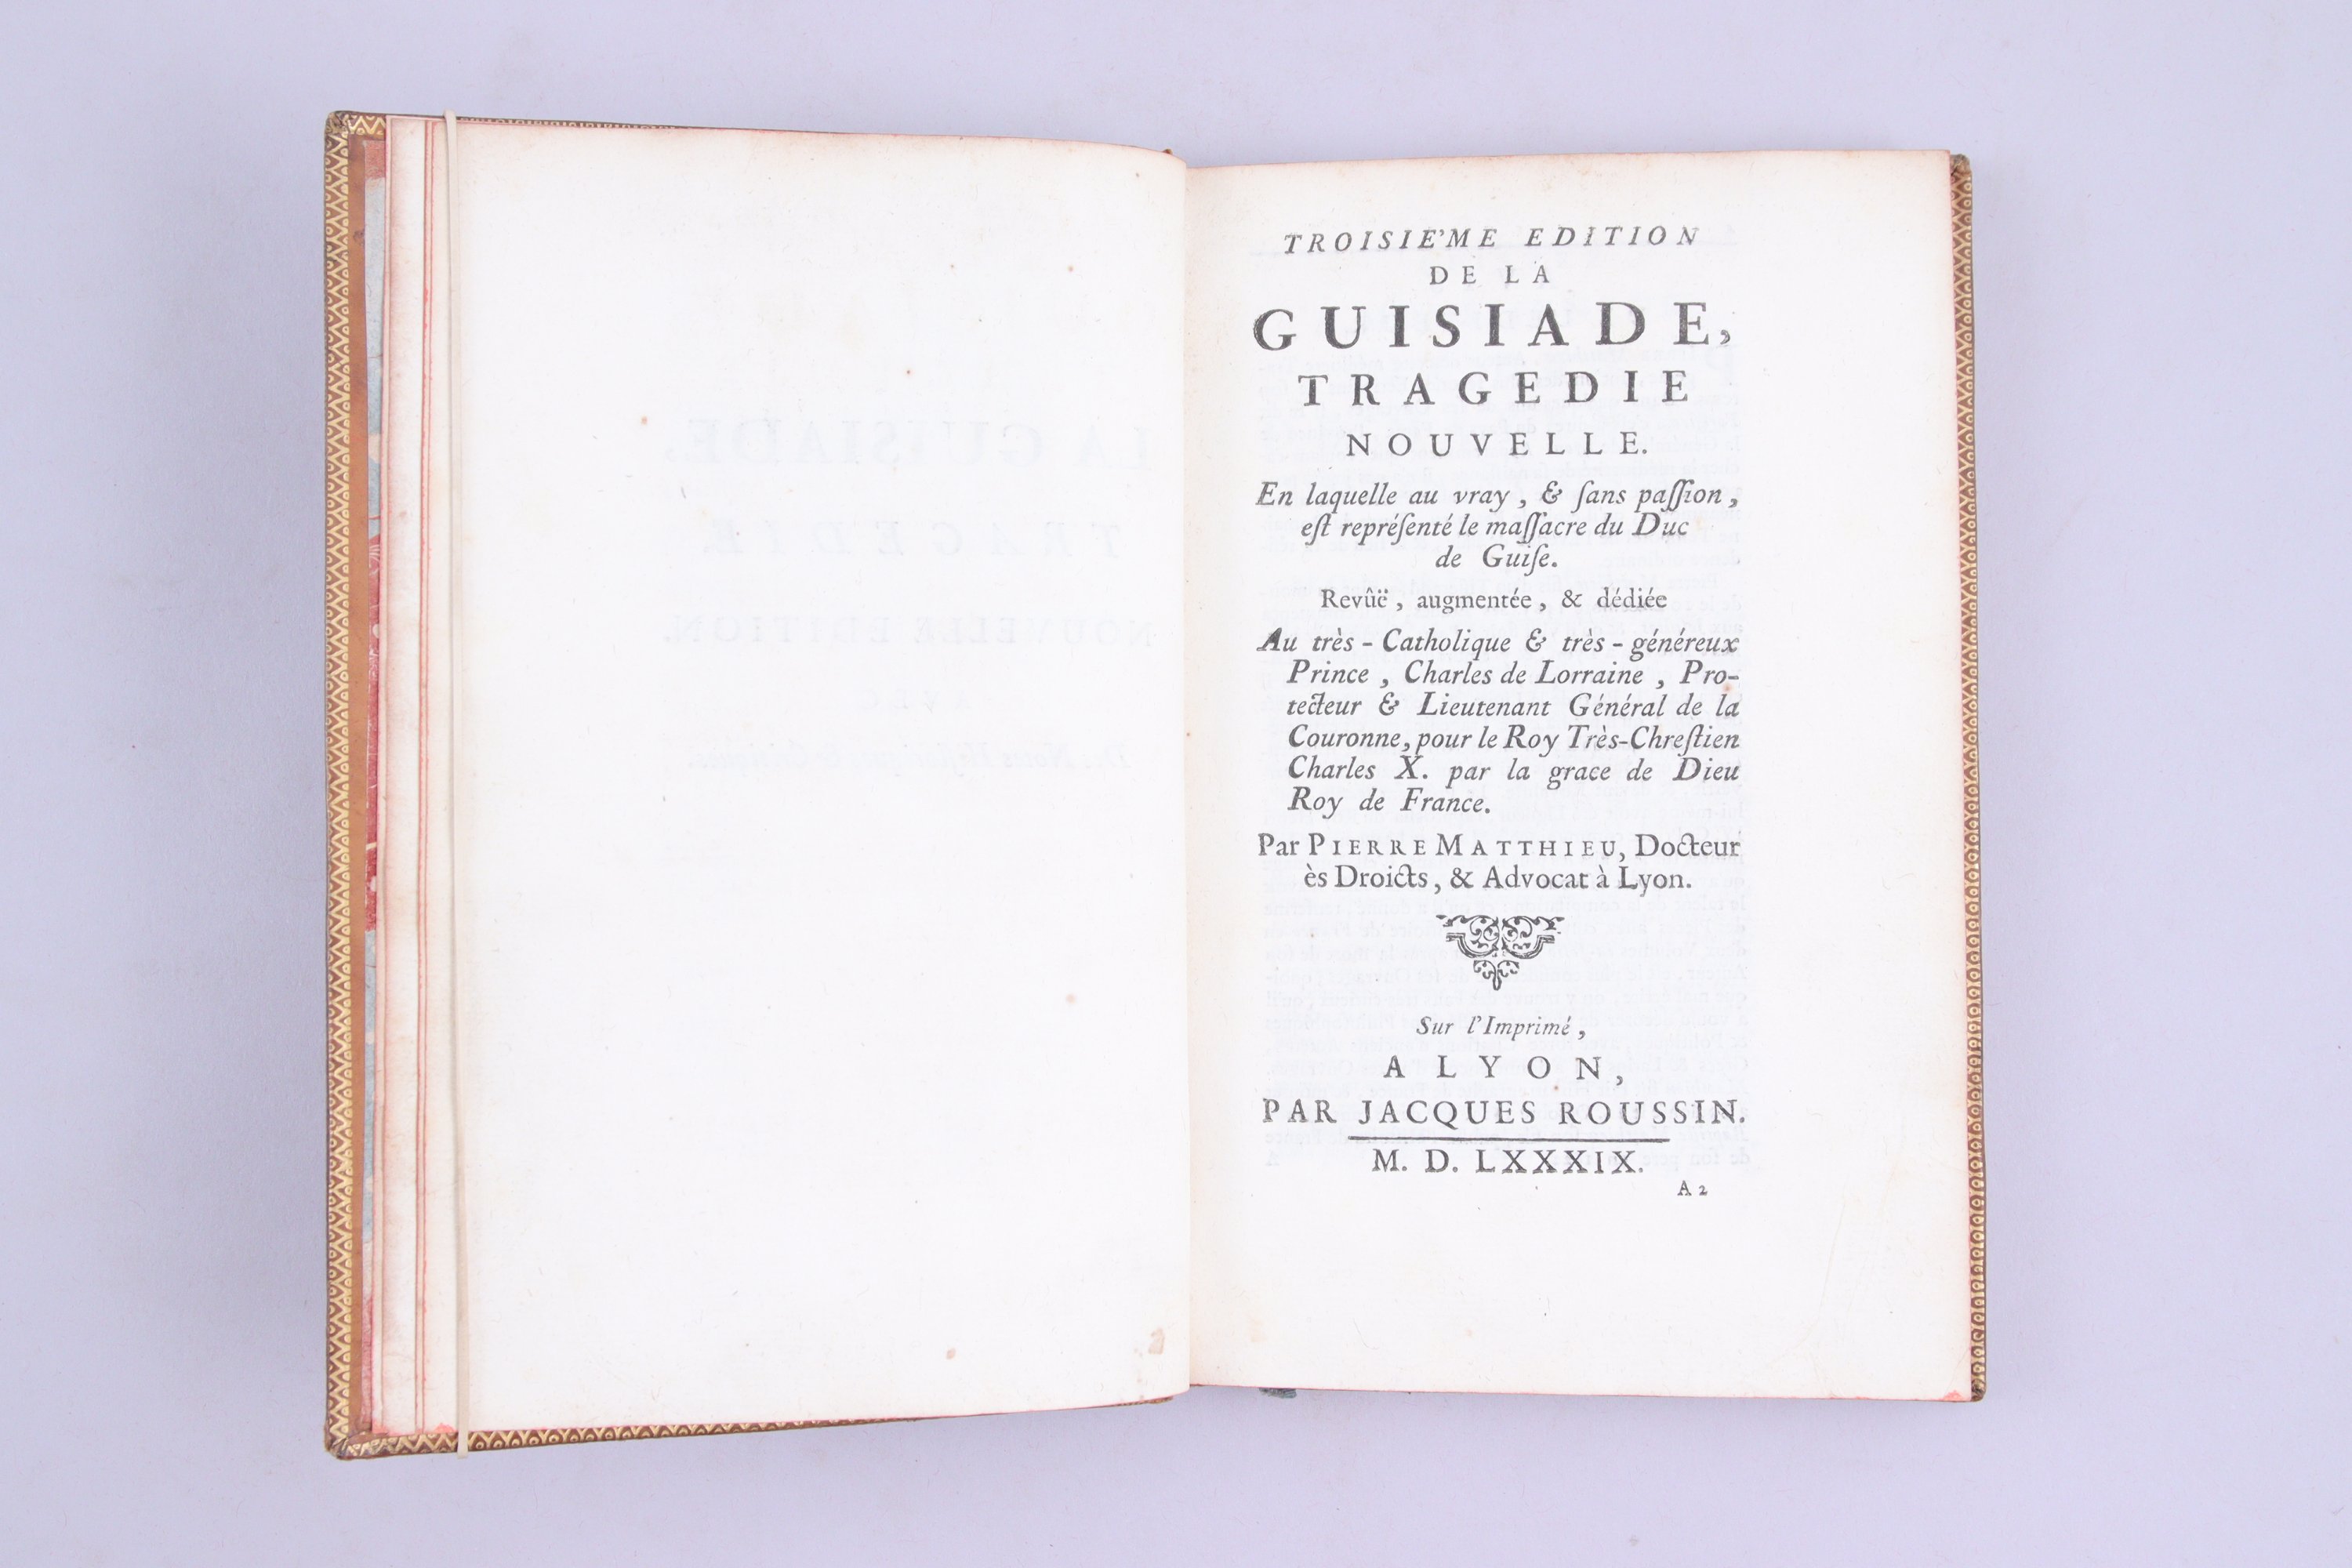 TROISIE'ME EDITION
DE LA
GUISIADE,
TRAGEDIE
NOUVELLE.
En laquelle au vray, & ſans paſſion,
eſt repréſenté le maſſacre du Duc
de Guiſe.
Revûë, augmentée, & dédiée
Au très-Catholique & très-généreux
Prince, Charles de Lorraine, Pro-
tecteur & Lieutenant Général de la
Couronne, pour le Roy Très-Chreſtien
Charles X. par la grace de Dieu
Roy de France.
Par PIERRE MATTHIEU, Docteur
ès Droicts, & Advocat à Lyon.
Sur l'Imprimé,
A LYON,
PAR JACQUES ROUSSIN.
M. D. LXXXIX.
A 2